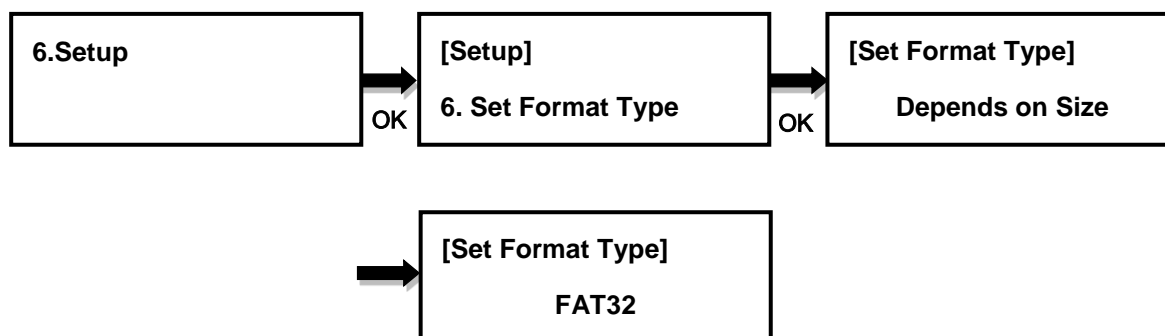 6.Setup
OK
[Setup]
6. Set Format Type
OK
[Set Format Type]
Depends on Size
[Set Format Type]
FAT32